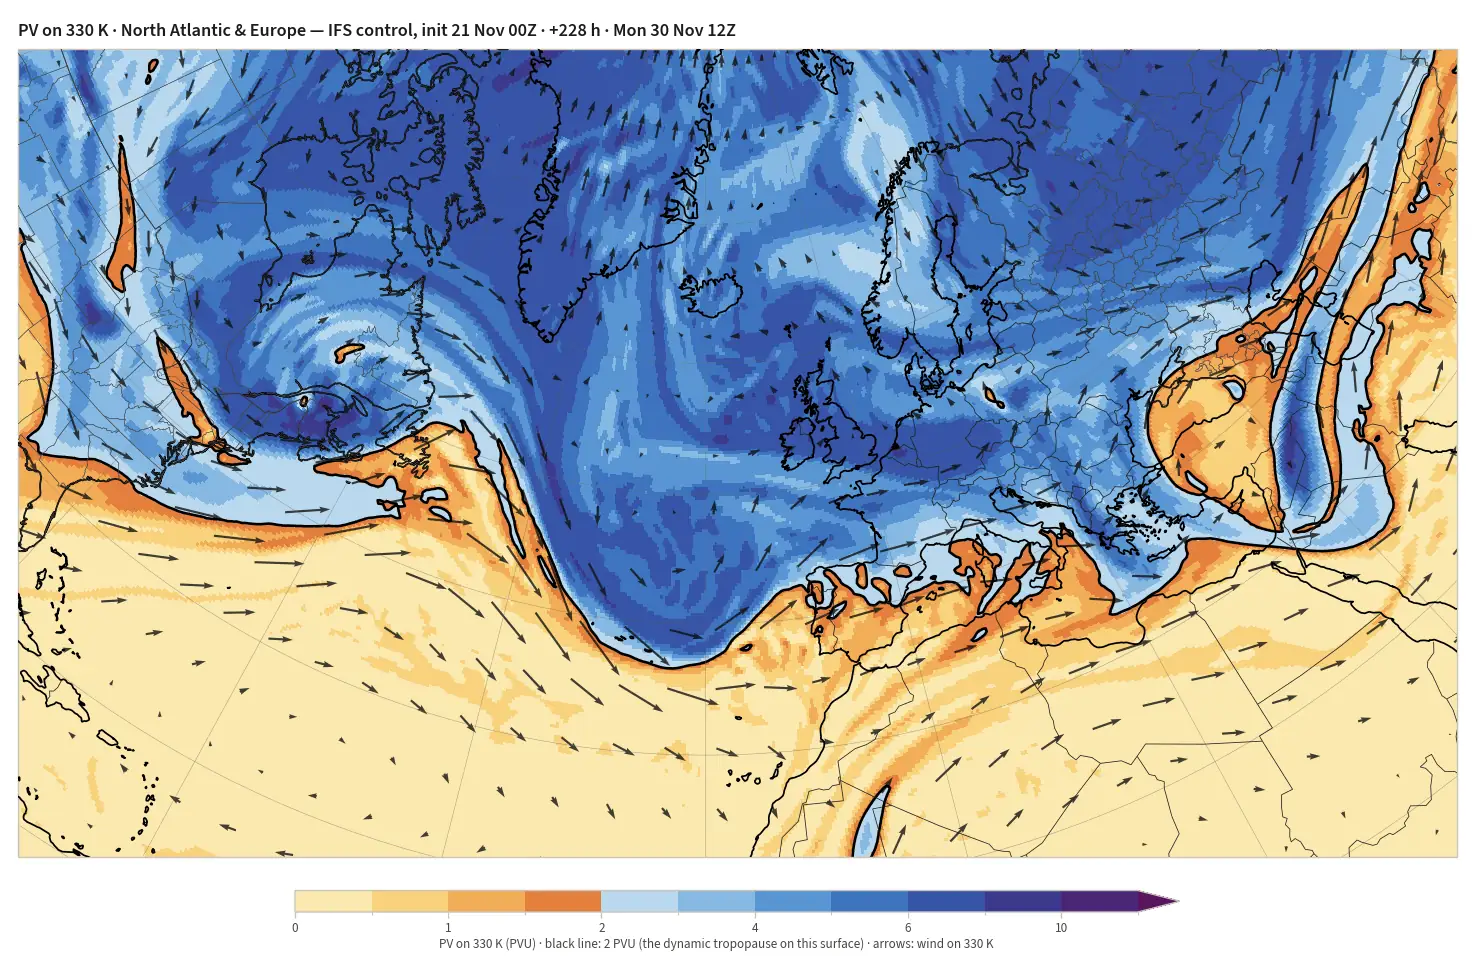 PV on 330 K · North Atlantic & Europe — IFS control, init 21 Nov 00Z · +228 h · Mon 30 Nov 12Z
0 1 2 4 6 10
PV on 330 K (PVU) · black line: 2 PVU (the dynamic tropopause on this surface) · arrows: wind on 330 K